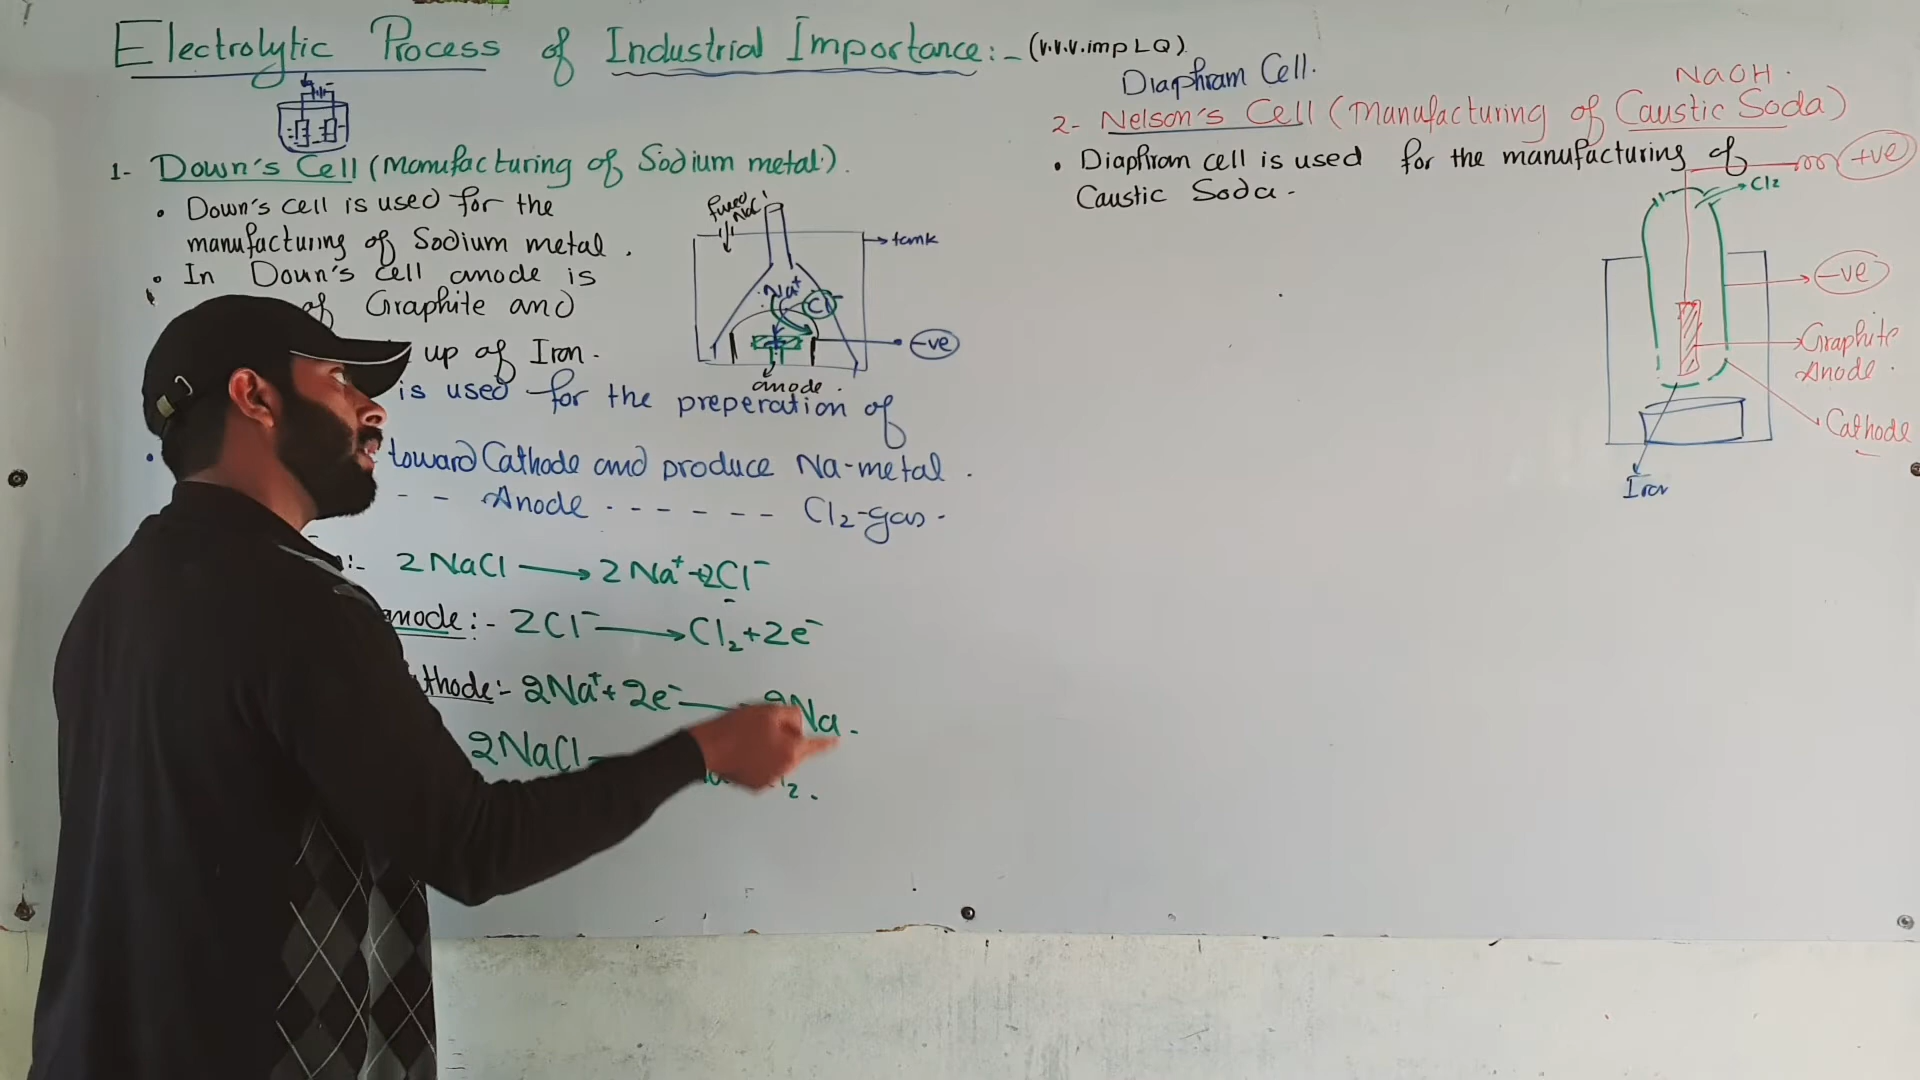 Electrolytic Process of Industrial Importance:- (v.v.v.imp LQ)
1- Down's Cell (Manufacturing of Sodium metal).
• Down's cell is used for the
manufacturing of Sodium metal.
• In Down's cell anode is
of Graphite and
up of Iron.
is used for the preperation of
• toward Cathode and produce Na-metal.
- - Anode - - - - - - Cl2-gas.
:- 2NaCl → 2Na+ + 2Cl-
anode:- 2Cl- → Cl2 + 2e-
thode:- 2Na+ + 2e- → 2Na.
2NaCl
2.
fused
NaCl
tank
Na+
Cl-
-ve
anode.
Diaphram Cell.
NaOH.
2- Nelson's Cell (Manufacturing of Caustic Soda)
• Diaphram cell is used for the manufacturing of
Caustic Soda-
+ve
Cl2
-ve
Graphite
Anode.
Cathode
Iron